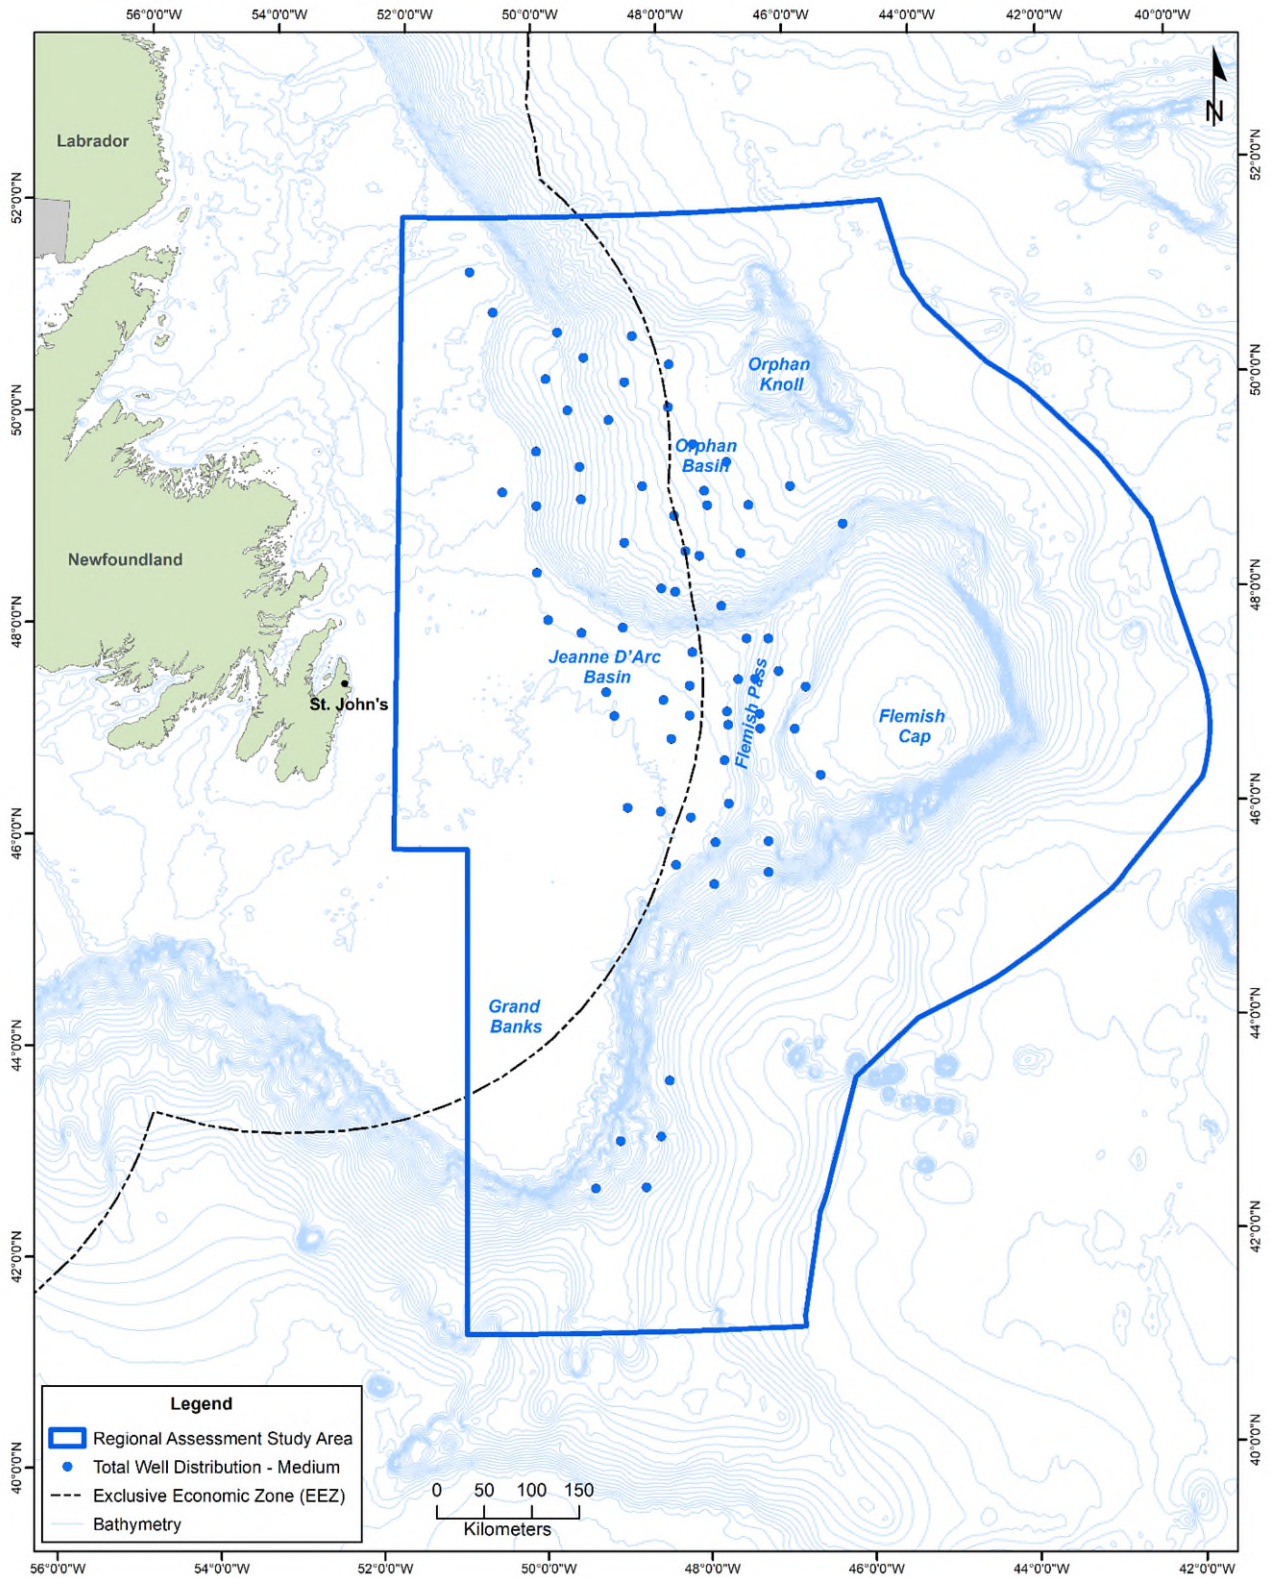 56°0'0"W
54°0'0"W
52°0'0"W
50°0'0"W
48°0'0"W
46°0'0"W
44°0'0"W
42°0'0"W
40°0'0"W
N
Labrador
52°0'0"N
52°0'0"N
Orphan
Knoll
50°0'0"N
50°0'0"N
Orphan
Basin
Newfoundland
48°0'0"N
48°0'0"N
Jeanne D'Arc
Basin
Flemish Pass
St. John's
Flemish
Cap
46°0'0"N
46°0'0"N
Grand
Banks
44°0'0"N
44°0'0"N
42°0'0"N
42°0'0"N
Legend
Regional Assessment Study Area
Total Well Distribution - Medium
Exclusive Economic Zone (EEZ)
Bathymetry
0 50 100 150
Kilometers
40°0'0"N
40°0'0"N
56°0'0"W
54°0'0"W
52°0'0"W
50°0'0"W
48°0'0"W
46°0'0"W
44°0'0"W
42°0'0"W